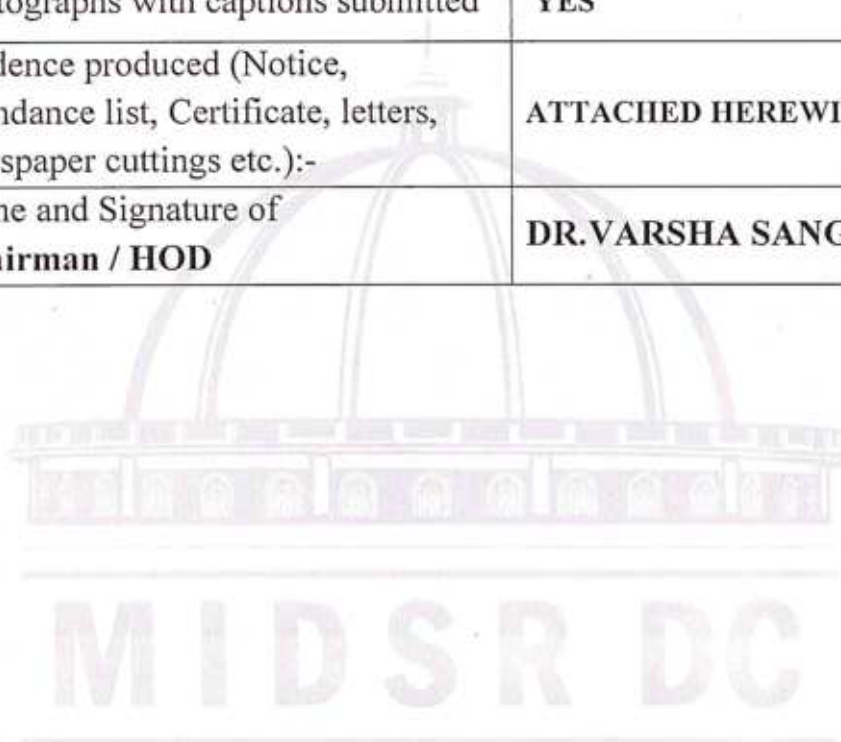 tographs with captions submitted YES
dence produced (Notice,
ndance list, Certificate, letters,
spaper cuttings etc.):-
ATTACHED HEREWI
ne and Signature of
airman / HOD
DR.VARSHA SANG
MIDSR DC